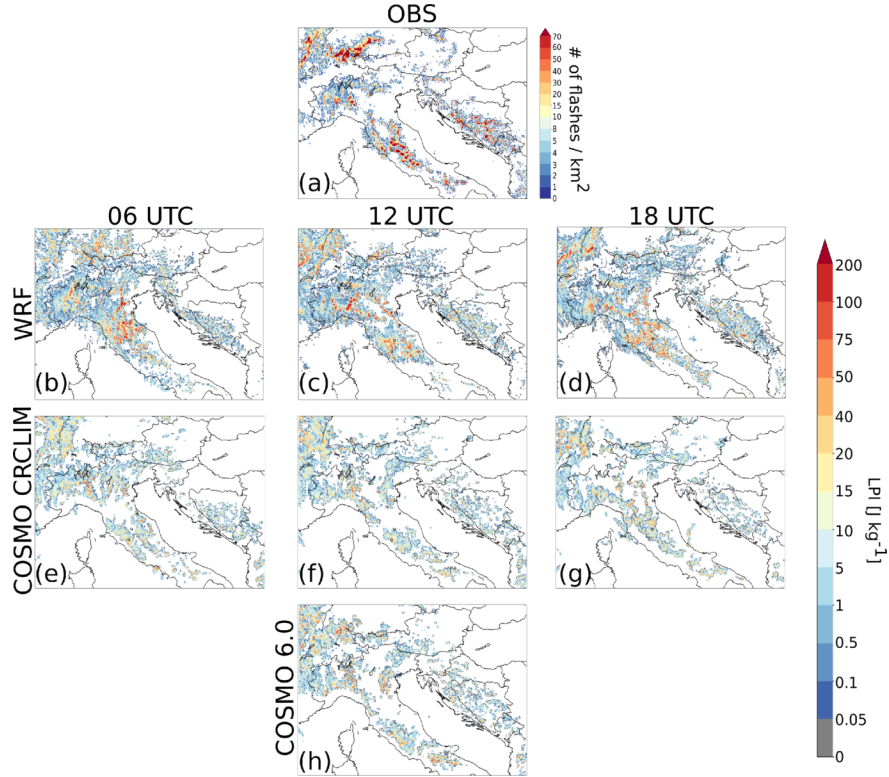 OBS
70
60
50
40
30
20
15
10
8
6
4
3
2
1
0
# of flashes / km²
(a)
06 UTC
12 UTC
18 UTC
WRF
(b)
(c)
(d)
COSMO CRCLIM
(e)
(f)
(g)
COSMO 6.0
(h)
200
100
75
50
40
20
15
10
5
1
0.5
0.1
0.05
0
LPI [J kg⁻¹]